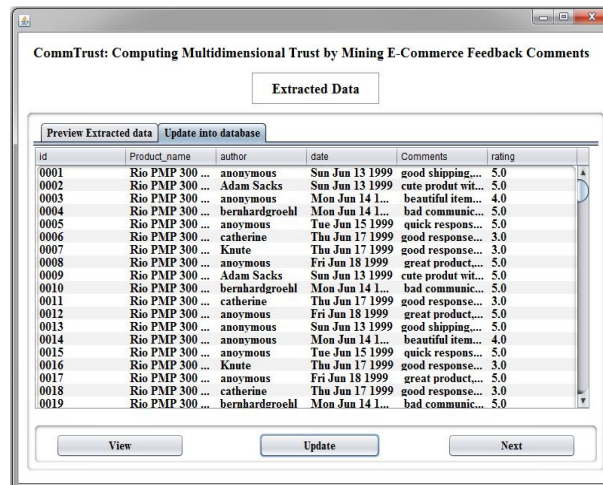 CommTrust: Computing Multidimensional Trust by Mining E-Commerce Feedback Comments
Extracted Data
Preview Extracted data Update into database
id Product_name author date Comments rating
0001 Rio PMP 300 ... anonymous Sun Jun 13 1999 good shipping,... 5.0
0002 Rio PMP 300 ... Adam Sacks Sun Jun 13 1999 cute produt wit... 5.0
0003 Rio PMP 300 ... anonymous Mon Jun 14 1... beautiful item... 4.0
0004 Rio PMP 300 ... bernhardgroehl Mon Jun 14 1... bad communic... 5.0
0005 Rio PMP 300 ... anoymous Tue Jun 15 1999 quick respons... 5.0
0006 Rio PMP 300 ... catherine Thu Jun 17 1999 good response... 3.0
0007 Rio PMP 300 ... Knute Thu Jun 17 1999 good response... 3.0
0008 Rio PMP 300 ... anoymous Fri Jun 18 1999 great product,... 5.0
0009 Rio PMP 300 ... Adam Sacks Sun Jun 13 1999 cute produt wit... 5.0
0010 Rio PMP 300 ... bernhardgroehl Mon Jun 14 1... bad communic... 5.0
0011 Rio PMP 300 ... catherine Thu Jun 17 1999 good response... 3.0
0012 Rio PMP 300 ... anoymous Fri Jun 18 1999 great product,... 5.0
0013 Rio PMP 300 ... anonymous Sun Jun 13 1999 good shipping,... 5.0
0014 Rio PMP 300 ... anonymous Mon Jun 14 1... beautiful item... 4.0
0015 Rio PMP 300 ... anoymous Tue Jun 15 1999 quick respons... 5.0
0016 Rio PMP 300 ... Knute Thu Jun 17 1999 good response... 3.0
0017 Rio PMP 300 ... anoymous Fri Jun 18 1999 great product,... 5.0
0018 Rio PMP 300 ... catherine Thu Jun 17 1999 good response... 3.0
0019 Rio PMP 300 ... bernhardgroehl Mon Jun 14 1... bad communic... 5.0
View Update Next